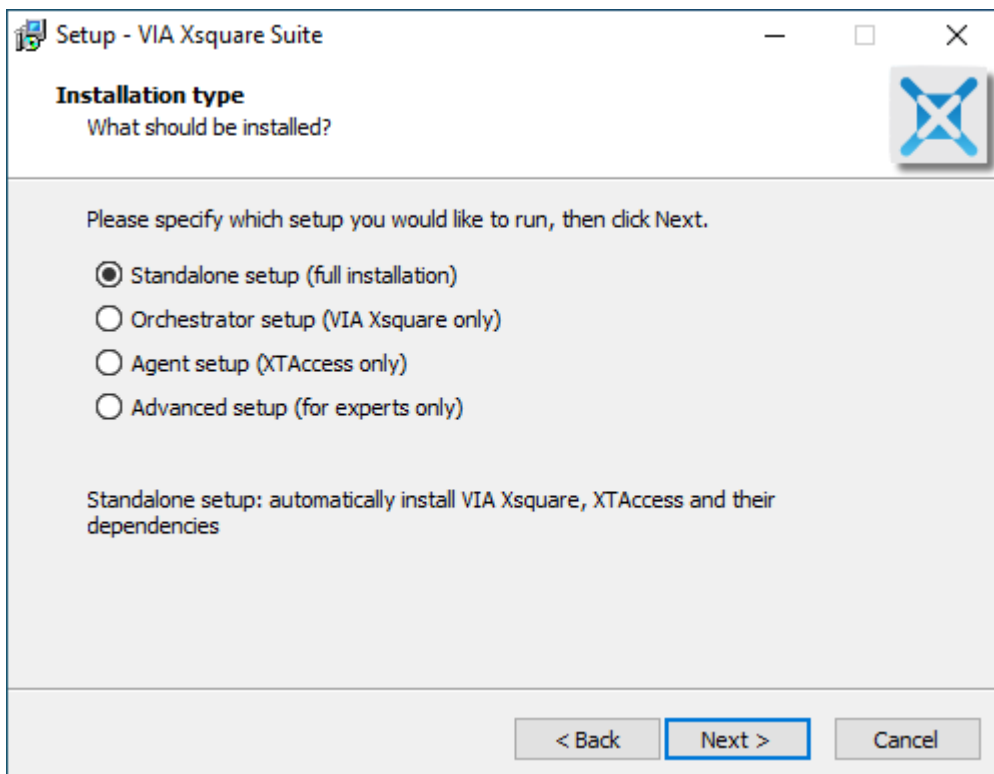 Setup - VIA Xsquare Suite
Installation type
What should be installed?
Please specify which setup you would like to run, then click Next.
Standalone setup (full installation)
Orchestrator setup (VIA Xsquare only)
Agent setup (XTAccess only)
Advanced setup (for experts only)
Standalone setup: automatically install VIA Xsquare, XTAccess and their
dependencies
< Back
Next >
Cancel